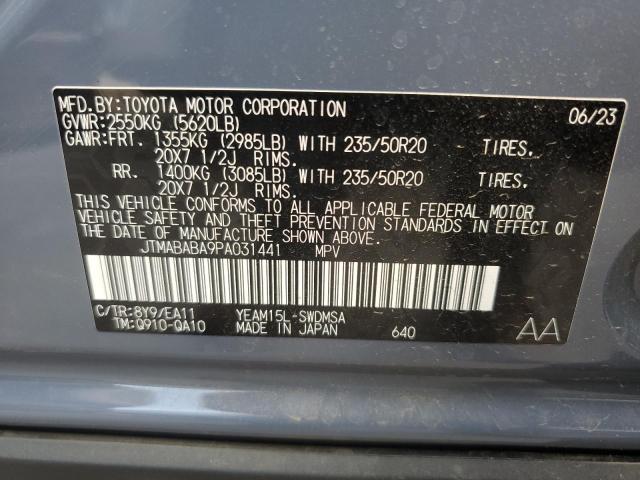 MFD.BY:TOYOTA MOTOR CORPORATION 06/23
GVWR:2550KG (5620LB)
GAWR:FRT. 1355KG (2985LB) WITH 235/50R20 TIRES.
20X7 1/2J RIMS.
RR. 1400KG (3085LB) WITH 235/50R20 TIRES.
20X7 1/2J RIMS.
THIS VEHICLE CONFORMS TO ALL APPLICABLE FEDERAL MOTOR
VEHICLE SAFETY AND THEFT PREVENTION STANDARDS IN EFFECT ON
THE DATE OF MANUFACTURE SHOWN ABOVE.
JTMABABA9PA031441 MPV
C/TR:8Y9/EA11 YEAM15L-SWDMSA
TM:Q910-QA10 MADE IN JAPAN 640 AA